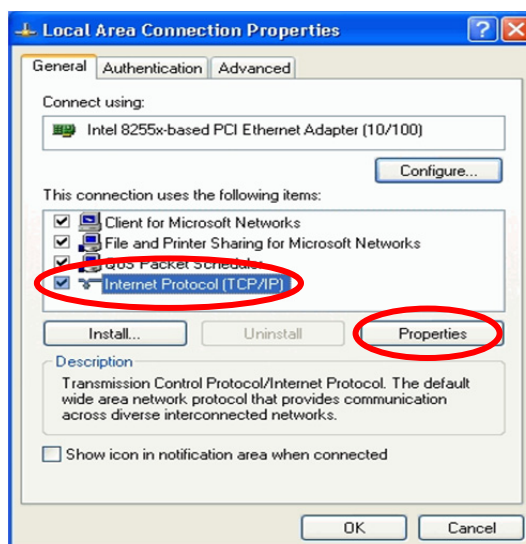 Local Area Connection Properties
General Authentication Advanced
Connect using:
Intel 8255x-based PCI Ethernet Adapter (10/100)
Configure...
This connection uses the following items:
Client for Microsoft Networks
File and Printer Sharing for Microsoft Networks
QoS Packet Scheduler
Internet Protocol (TCP/IP)
Install... Uninstall Properties
Description
Transmission Control Protocol/Internet Protocol. The default
wide area network protocol that provides communication
across diverse interconnected networks.
Show icon in notification area when connected
OK Cancel